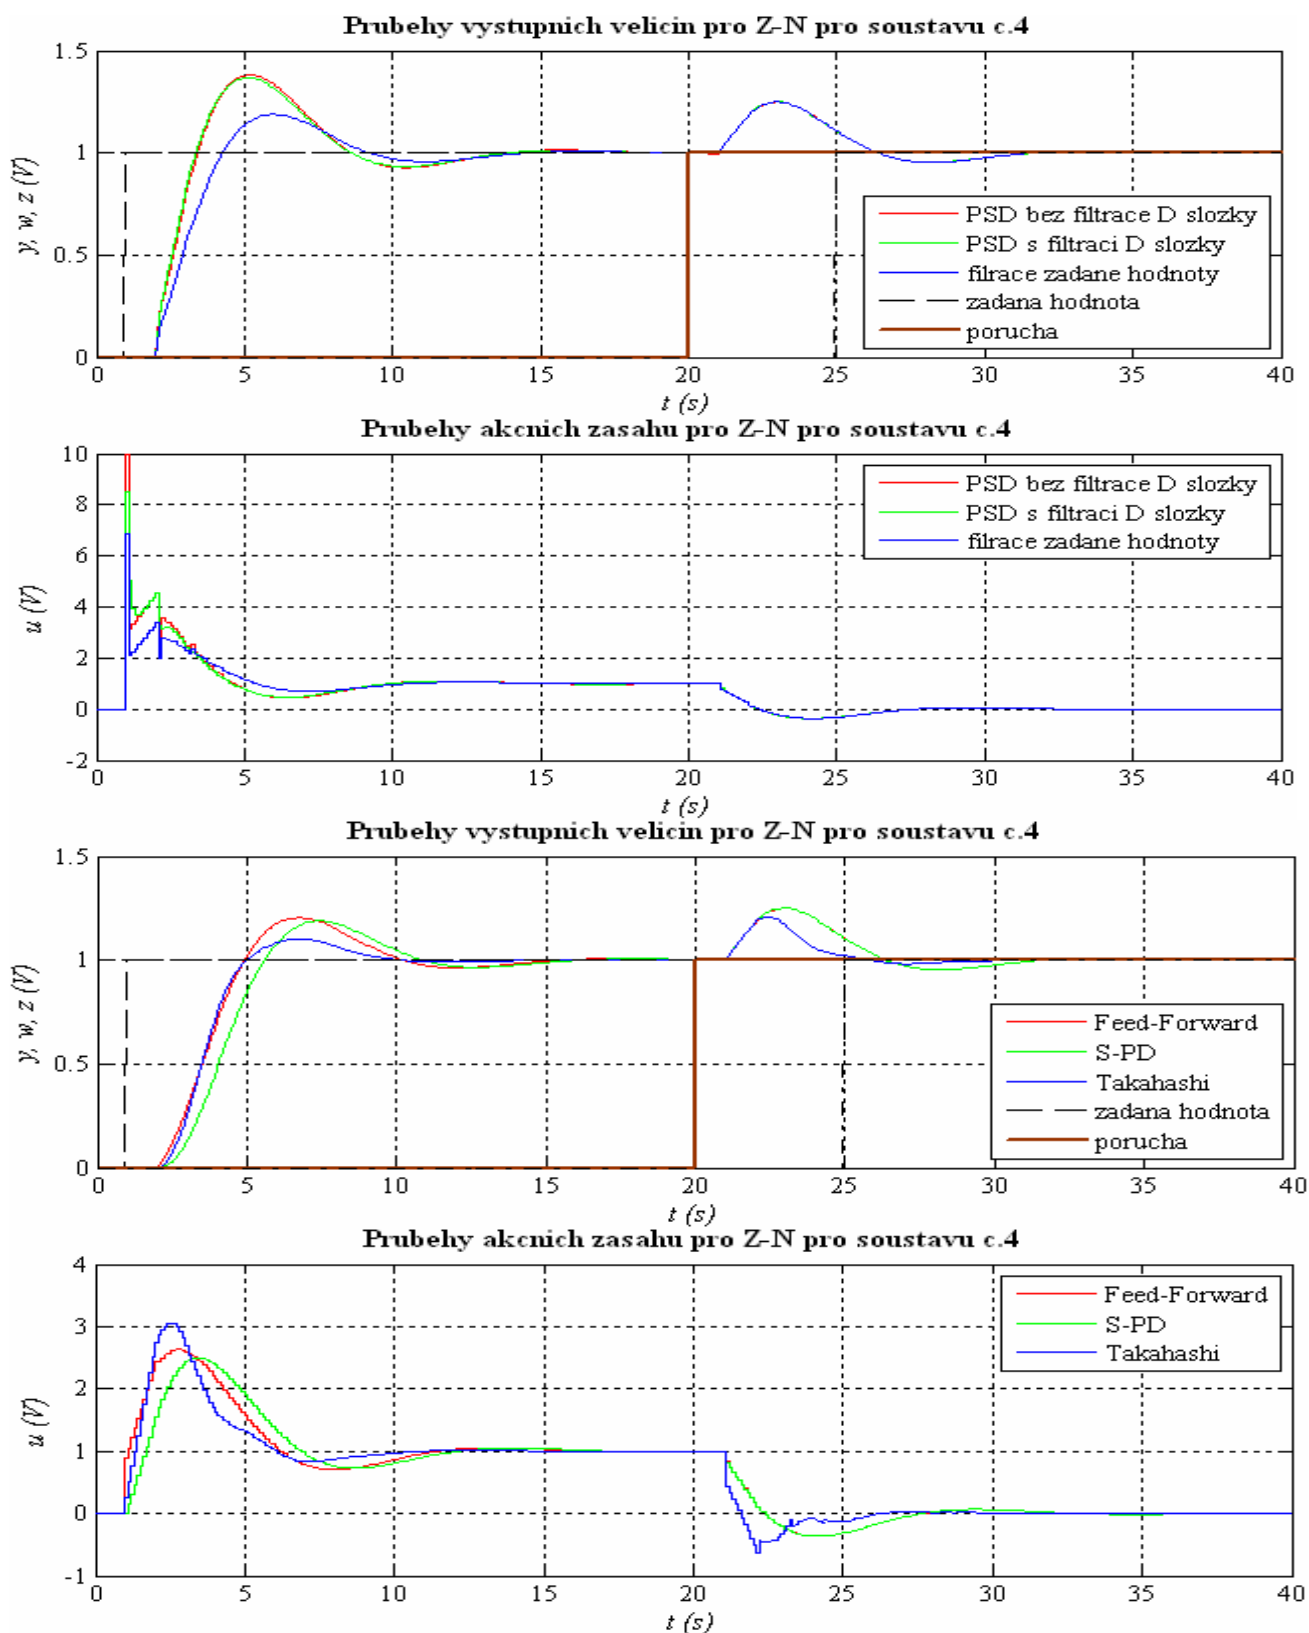 Prubehy vystupnich velicin pro Z-N pro soustavu c.4
1.5
1
0.5
0
y, w, z (V)
PSD bez filtrace D slozky
PSD s filtraci D slozky
filrace zadane hodnoty
zadana hodnota
porucha
0 5 10 15 20 25 30 35 40
t (s)
Prubehy akcnich zasahu pro Z-N pro soustavu c.4
10
8
6
4
2
0
-2
u (V)
PSD bez filtrace D slozky
PSD s filtraci D slozky
filrace zadane hodnoty
0 5 10 15 20 25 30 35 40
t (s)
Prubehy vystupnich velicin pro Z-N pro soustavu c.4
1.5
1
0.5
0
y, w, z (V)
Feed-Forward
S-PD
Takahashi
zadana hodnota
porucha
0 5 10 15 20 25 30 35 40
t (s)
Prubehy akcnich zasahu pro Z-N pro soustavu c.4
4
3
2
1
0
-1
u (V)
Feed-Forward
S-PD
Takahashi
0 5 10 15 20 25 30 35 40
t (s)